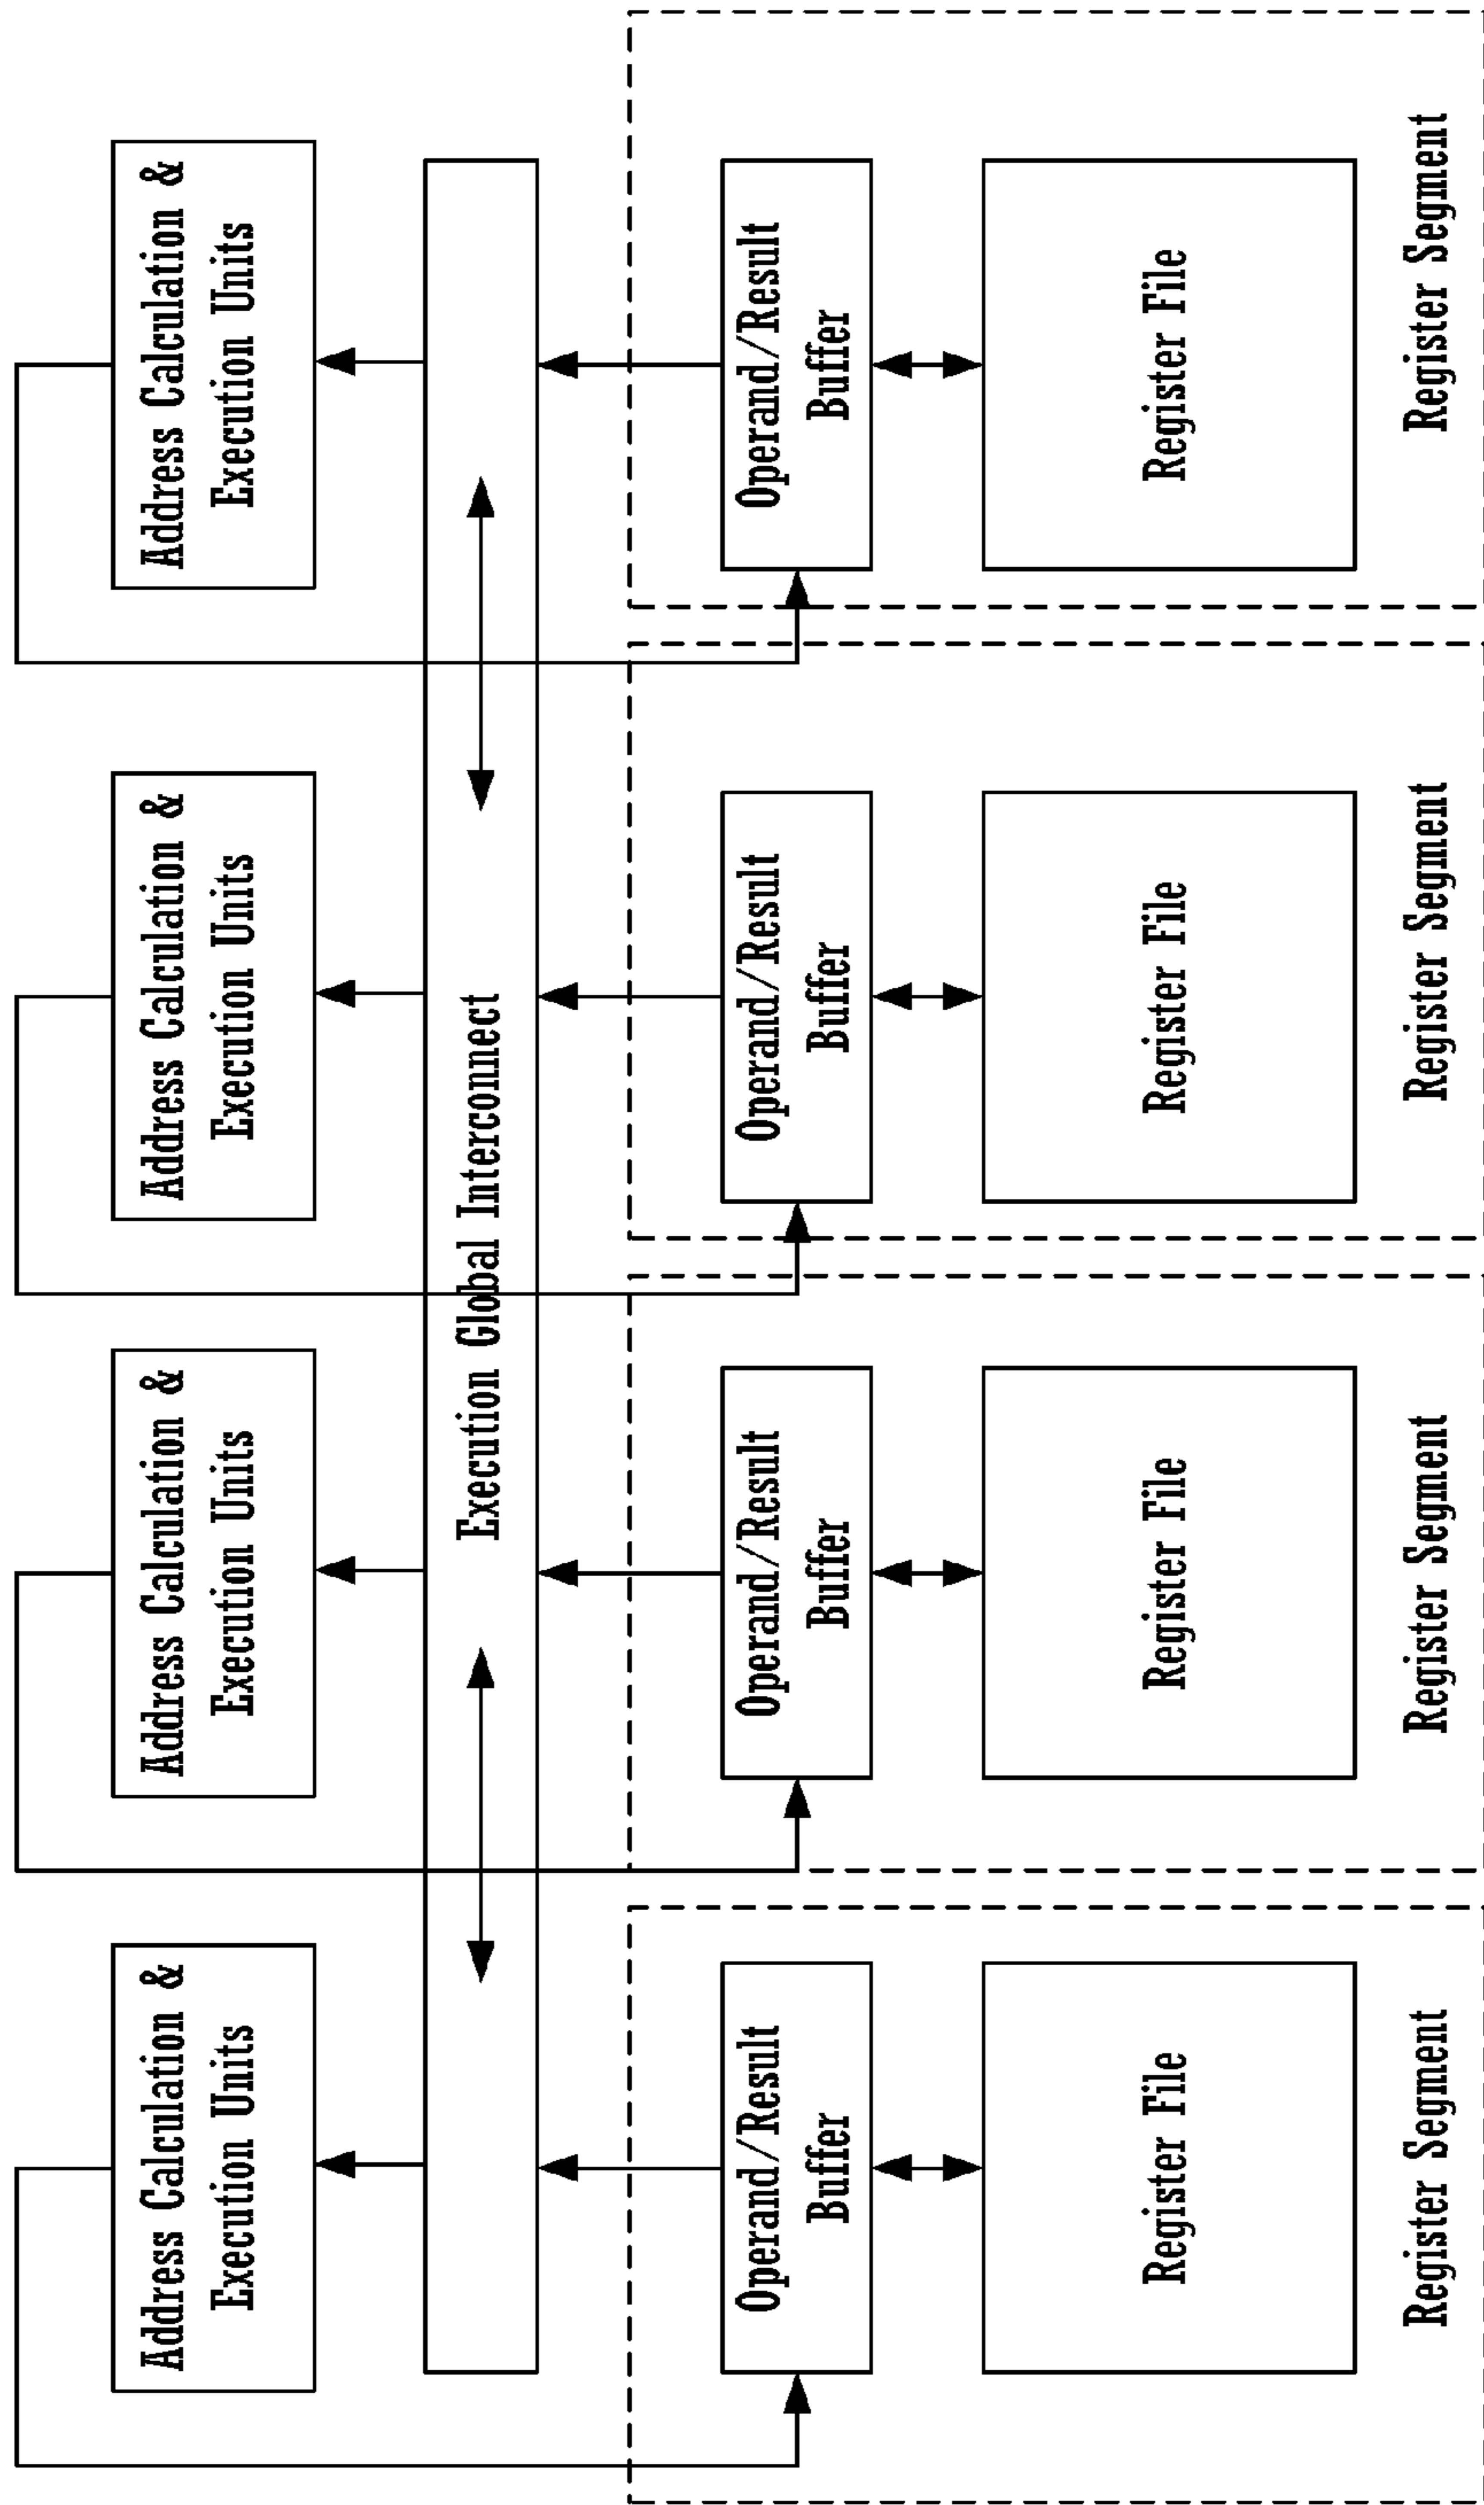 Address Calculation &
Execution Units
Address Calculation &
Execution Units
Address Calculation &
Execution Units
Address Calculation &
Execution Units
Execution Global Interconnect
Operand/Result
Buffer
Operand/Result
Buffer
Operand/Result
Buffer
Operand/Result
Buffer
Register File
Register File
Register File
Register File
Register Segment
Register Segment
Register Segment
Register Segment